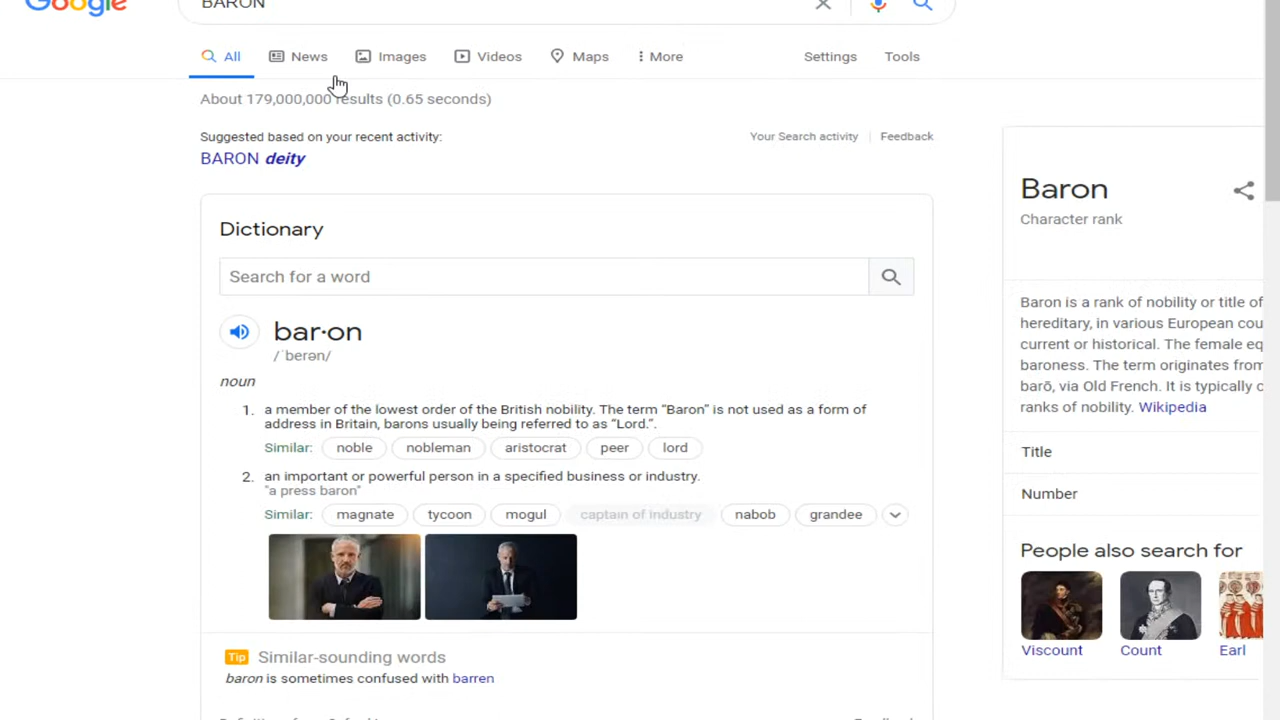 Google
BARON
All
News
Images
Videos
Maps
More
Settings
Tools
About 179,000,000 results (0.65 seconds)
Suggested based on your recent activity:
Your Search activity
Feedback
BARON deity
Dictionary
Search for a word
bar·on
/ˈberən/
noun
1. a member of the lowest order of the British nobility. The term “Baron” is not used as a form of
address in Britain, barons usually being referred to as “Lord.”.
Similar: noble nobleman aristocrat peer lord
2. an important or powerful person in a specified business or industry.
"a press baron"
Similar: magnate tycoon mogul captain of industry nabob grandee
Tip Similar-sounding words
baron is sometimes confused with barren
Baron
Character rank
Baron is a rank of nobility or title of
hereditary, in various European cou
current or historical. The female eq
baroness. The term originates from
barō, via Old French. It is typically c
ranks of nobility. Wikipedia
Title
Number
People also search for
Viscount
Count
Earl